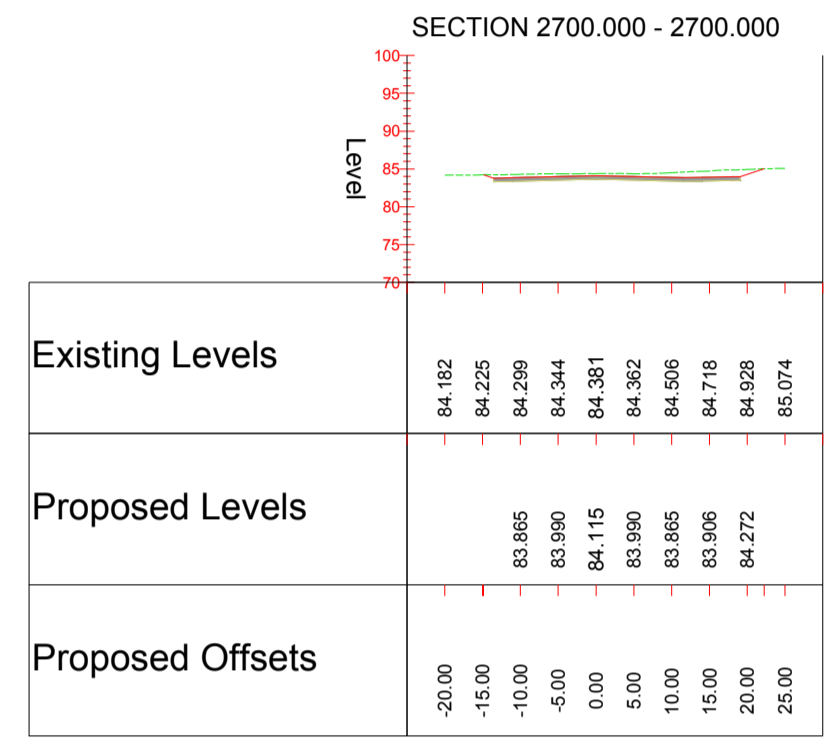 SECTION 2700.000 - 2700.000
100
95
90
85
80
75
70
Level
Existing Levels
84.182 84.225 84.299 84.344 84.381 84.362 84.506 84.718 84.928 85.074
Proposed Levels
83.865 83.990 84.115 83.990 83.865 83.906 84.272
Proposed Offsets
-20.00 -15.00 -10.00 -5.00 0.00 5.00 10.00 15.00 20.00 25.00